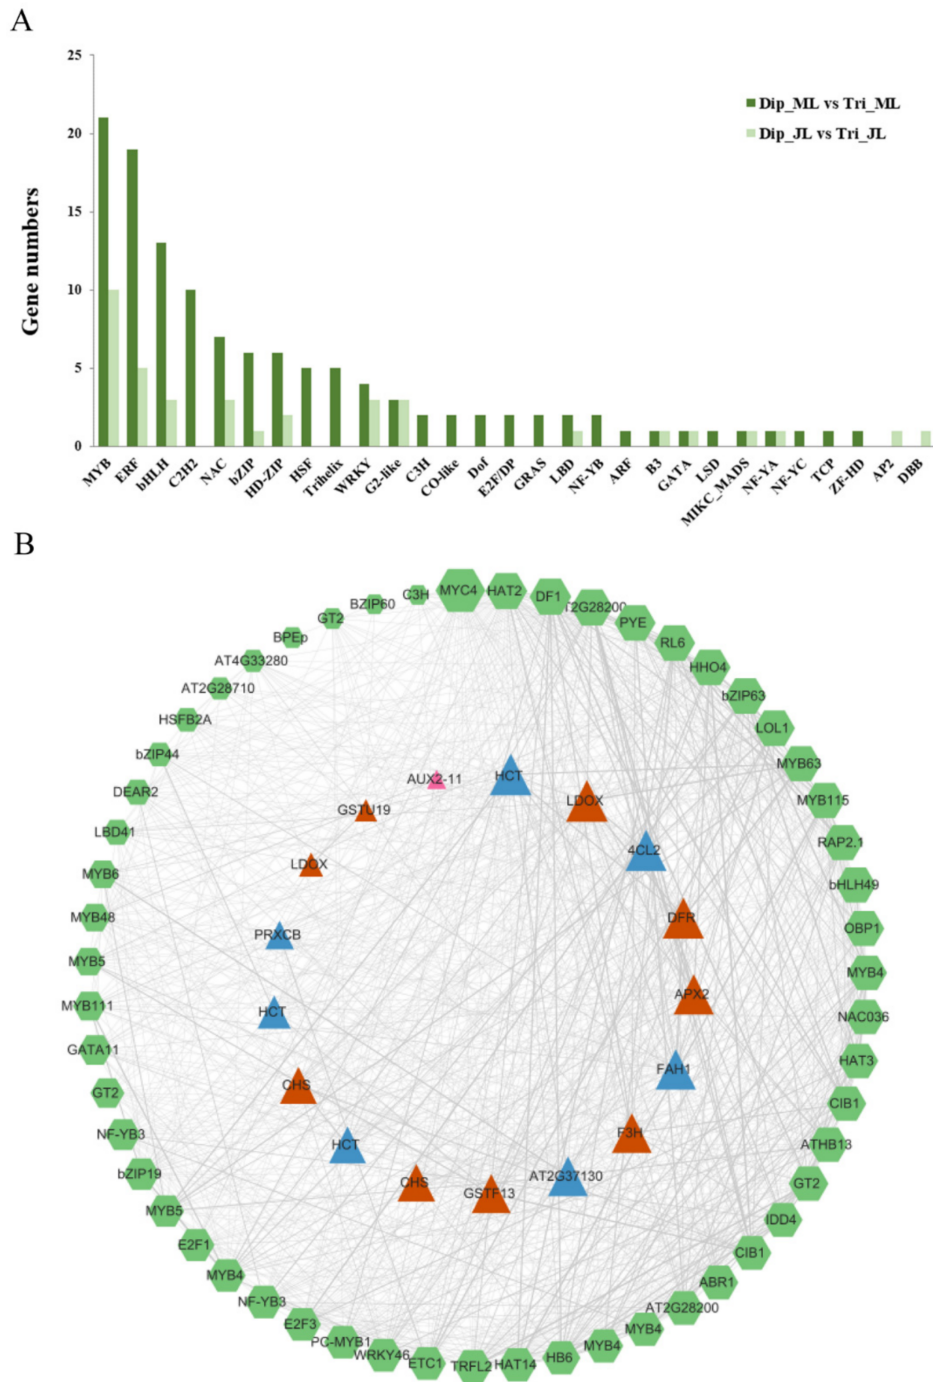 A
25
20
15
10
5
0
Gene numbers
Dip_ML vs Tri_ML
Dip_JL vs Tri_JL
MYB
ERF
bHLH
C2H2
NAC
bZIP
HD-ZIP
HSF
Trihelix
WRKY
G2-like
C3H
CO-like
Dof
E2F/DP
GRAS
LBD
NF-YB
ARF
B3
GATA
LSD
MIKC_MADS
NF-YA
NF-YC
TCP
ZF-HD
AP2
DBB
B
MYC4
HAT2
DF1
T2G28200
PYE
RL6
HHO4
bZIP63
LOL1
MYB63
MYB115
RAP2.1
bHLH49
OBP1
MYB4
NAC036
HAT3
CIB1
ATHB13
GT2
IDD4
CIB1
ABR1
AT2G28200
MYB4
MYB4
HB6
HAT14
TRFL2
ETC1
WRKY46
PC-MYB1
E2F3
NF-YB3
MYB4
E2F1
MYB5
bZIP19
NF-YB3
GT2
GATA11
MYB111
MYB5
MYB48
MYB6
LBD41
DEAR2
bZIP44
HSFB2A
AT2G28710
AT4G33280
BPEp
GT2
BZIP60
C3H
HCT
LDOX
4CL2
DFR
APX2
FAH1
F3H
AT2G37130
GSTF13
CHS
HCT
CHS
HCT
PRXCB
LDOX
GSTU19
AUX2-11